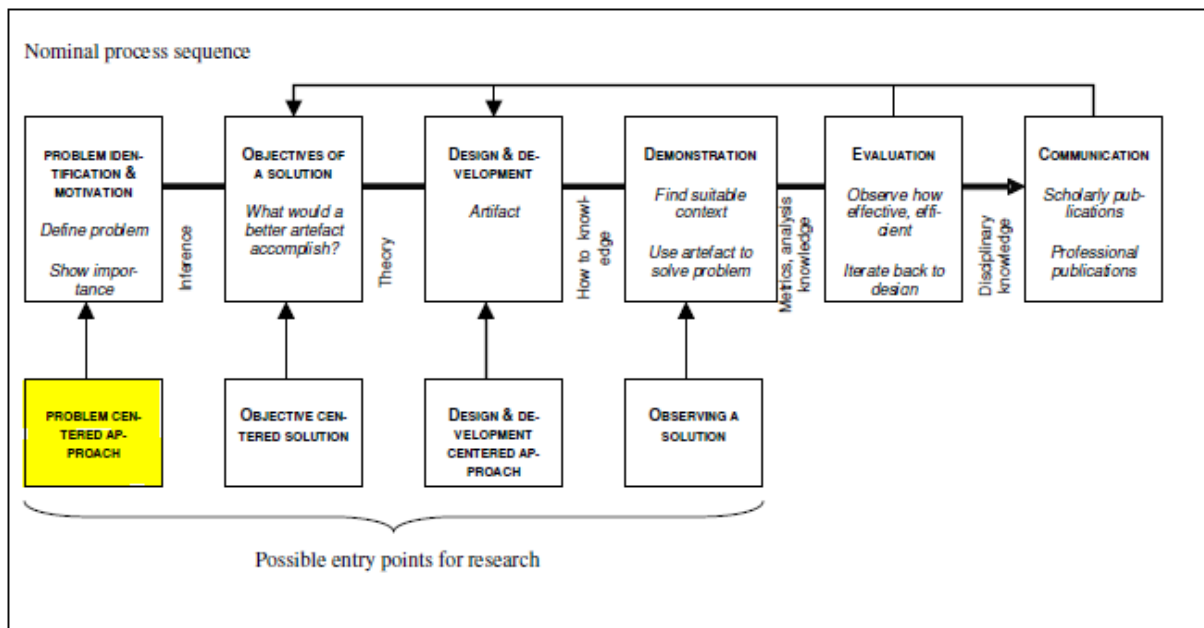 Nominal process sequence
PROBLEM IDEN-
TIFICATION &
MOTIVATION
Define problem
Show impor-
tance
Inference
OBJECTIVES OF
A SOLUTION
What would a
better artefact
accomplish?
Theory
DESIGN & DE-
VELOPMENT
Artifact
How to knowl-
edge
DEMONSTRATION
Find suitable
context
Use artefact to
solve problem
Metrics, analysis
knowledge
EVALUATION
Observe how
effective, effi-
cient
Iterate back to
design
Disciplinary
knowledge
COMMUNICATION
Scholarly pub-
lications
Professional
publications
PROBLEM CEN-
TERED AP-
PROACH
OBJECTIVE CEN-
TERED SOLUTION
DESIGN & DE-
VELOPMENT
CENTERED AP-
PROACH
OBSERVING A
SOLUTION
Possible entry points for research